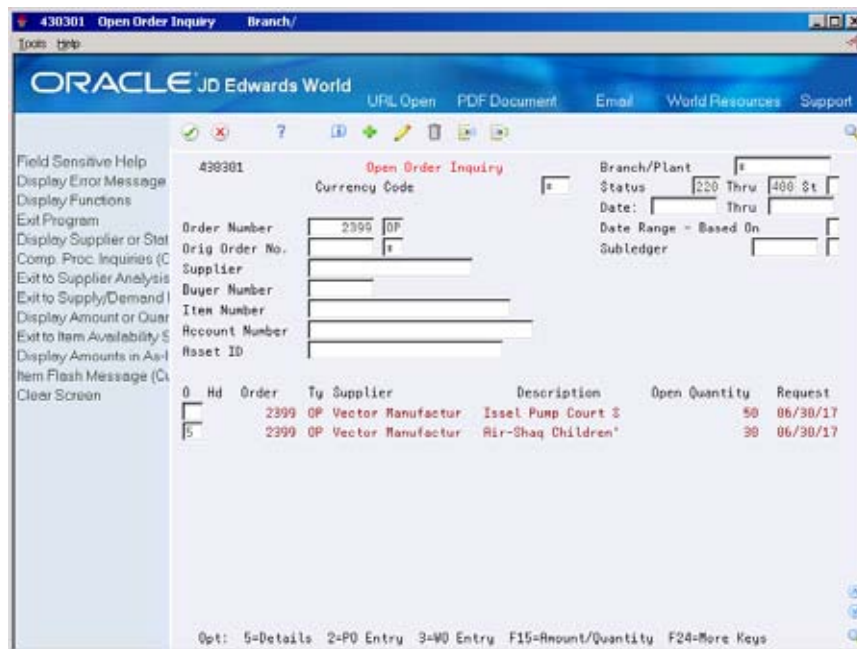 430301 Open Order Inquiry Branch/
Tools Help
ORACLE JD Edwards World
URL Open PDF Document Email World Resources Support
Field Sensitive Help
Display Error Message
Display Functions
Exit Program
Display Supplier or Stat
Comp. Proc. Inquiries (C
Exit to Supplier Analysis
Exit to Supply/Demand I
Display Amount or Quar
Exit to Item Availability S
Display Amounts in As-I
Item Flash Message (Cu
Clear Screen
430301 Open Order Inquiry Branch/Plant *
Currency Code * Status 220 Thru 400 St
Date: Thru
Order Number 2399 OP Date Range - Based On
Orig Order No. * Subledger
Supplier
Buyer Number
Item Number
Account Number
Asset ID
O Hd Order Ty Supplier Description Open Quantity Request
2399 OP Vector Manufactur Issel Pump Court S 50 06/30/17
5 2399 OP Vector Manufactur Air-Shaq Children' 30 06/30/17
Opt: 5=Details 2=PO Entry 3=WO Entry F15=Amount/Quantity F24=More Keys